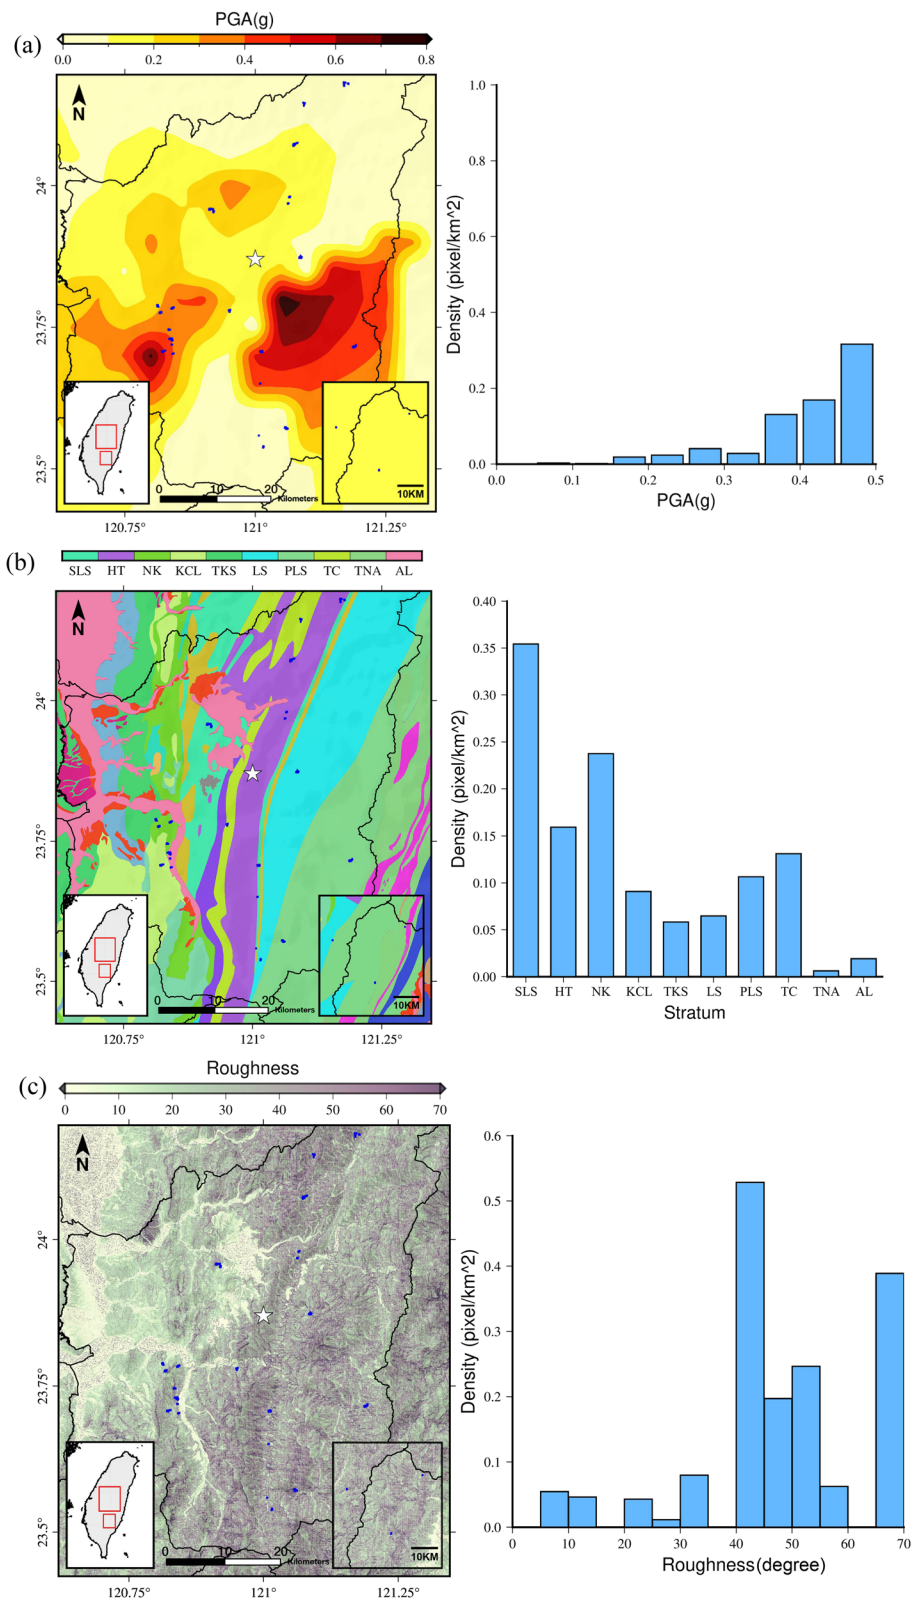 (a)
PGA(g)
0.0 0.2 0.4 0.6 0.8
N
24°
23.75°
23.5°
0 10 20
Kilometers
10KM
120.75° 121° 121.25°
Density (pixel/km^2)
1.0
0.8
0.6
0.4
0.2
0.0
0.0 0.1 0.2 0.3 0.4 0.5
PGA(g)
(b)
SLS HT NK KCL TKS LS PLS TC TNA AL
N
24°
23.75°
23.5°
0 10 20
Kilometers
10KM
120.75° 121° 121.25°
Density (pixel/km^2)
0.40
0.35
0.30
0.25
0.20
0.15
0.10
0.05
0.00
SLS HT NK KCL TKS LS PLS TC TNA AL
Stratum
(c)
Roughness
0 10 20 30 40 50 60 70
N
24°
23.75°
23.5°
0 10 20
Kilometers
10KM
120.75° 121° 121.25°
Density (pixel/km^2)
0.6
0.5
0.4
0.3
0.2
0.1
0.0
0 10 20 30 40 50 60 70
Roughness(degree)